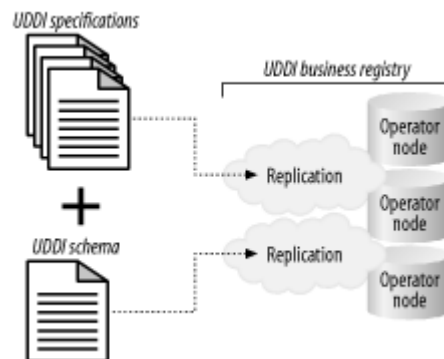 UDDI specifications
UDDI business registry
Operator
node
Replication
Operator
node
UDDI schema
Replication
Operator
node